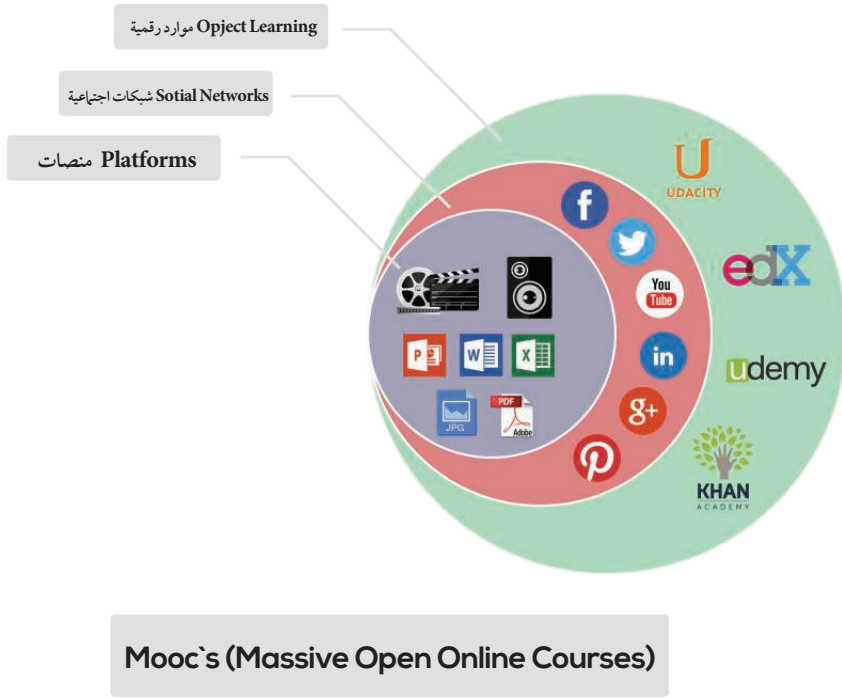 Opject Learning موارد رقمية
Sotial Networks شبكات اجتماعية
Platforms منصات
U
UDACITY
f
edX
You
Tube
P
W
X
in
udemy
g+
JPG
PDF
Adobe
KHAN
ACADEMY
Mooc`s (Massive Open Online Courses)